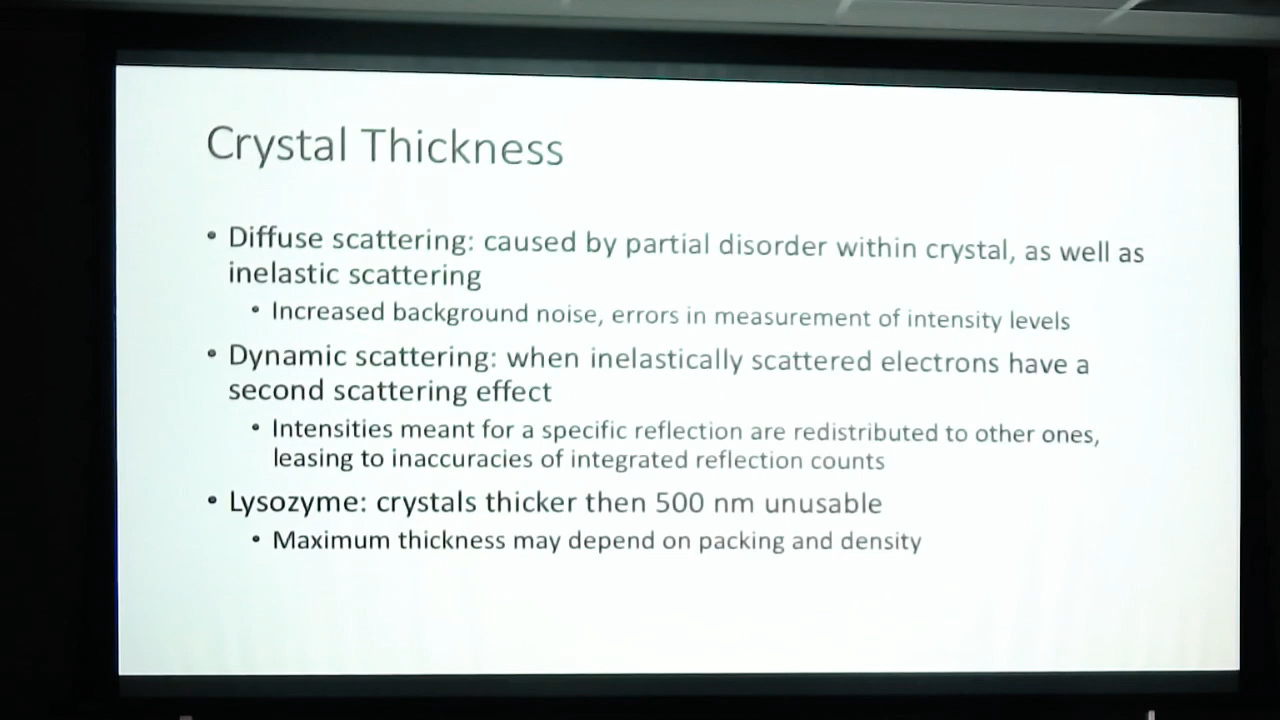 Crystal Thickness
• Diffuse scattering: caused by partial disorder within crystal, as well as
inelastic scattering
• Increased background noise, errors in measurement of intensity levels
• Dynamic scattering: when inelastically scattered electrons have a
second scattering effect
• Intensities meant for a specific reflection are redistributed to other ones,
leasing to inaccuracies of integrated reflection counts
• Lysozyme: crystals thicker then 500 nm unusable
• Maximum thickness may depend on packing and density